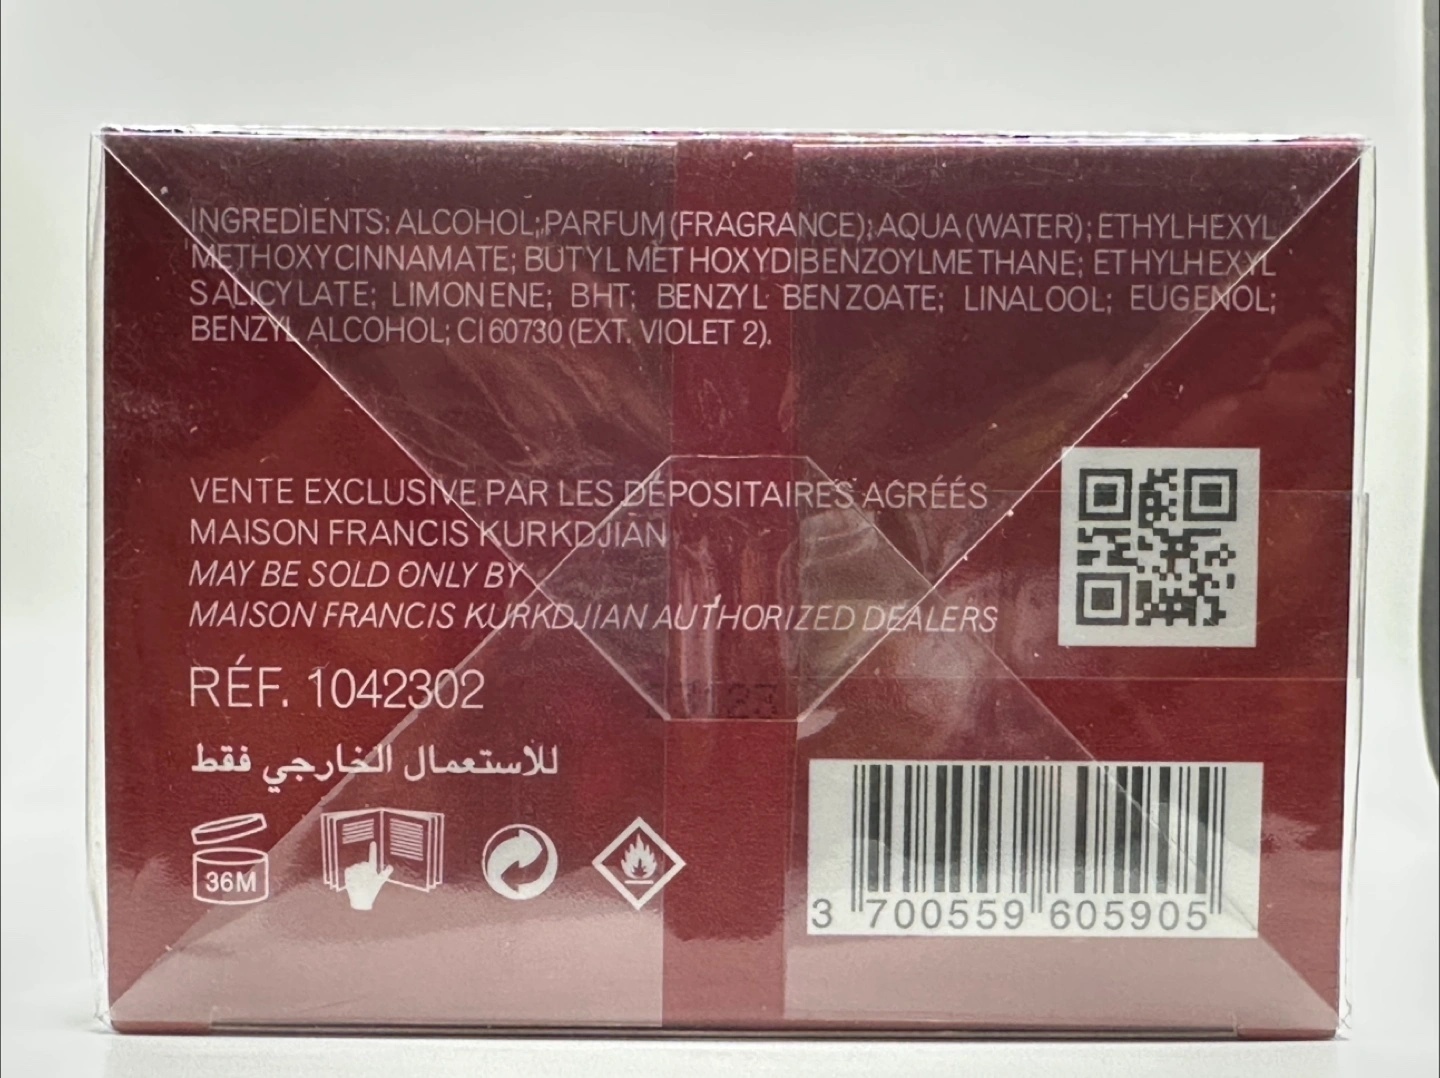 INGREDIENTS: ALCOHOL; PARFUM (FRAGRANCE); AQUA (WATER); ETHYLHEXYL
METHOXYCINNAMATE; BUTYL METHOXYDIBENZOYLMETHANE; ETHYLHEXYL
SALICYLATE; LIMONENE; BHT; BENZYL BENZOATE; LINALOOL; EUGENOL;
BENZYL ALCOHOL; CI 60730 (EXT. VIOLET 2).
VENTE EXCLUSIVE PAR LES DÉPOSITAIRES AGRÉÉS
MAISON FRANCIS KURKDJIAN
MAY BE SOLD ONLY BY
MAISON FRANCIS KURKDJIAN AUTHORIZED DEALERS
RÉF. 1042302
للاستعمال الخارجي فقط
36M
3 700559 605905